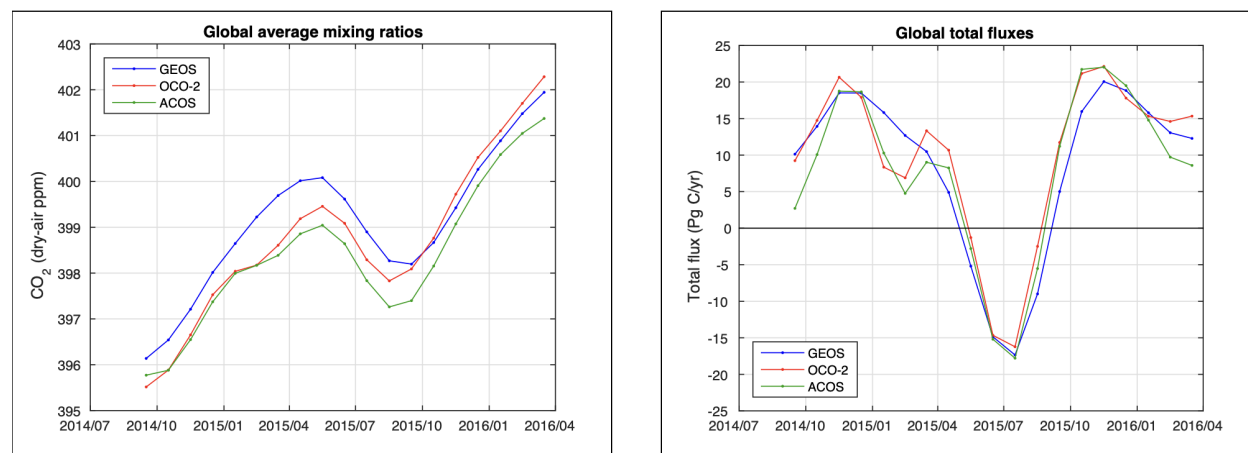 Global average mixing ratios
403
402
401
400
399
398
397
396
395
CO2 (dry-air ppm)
GEOS
OCO-2
ACOS
2014/07 2014/10 2015/01 2015/04 2015/07 2015/10 2016/01 2016/04
Global total fluxes
25
20
15
10
5
0
-5
-10
-15
-20
-25
Total flux (Pg C/yr)
GEOS
OCO-2
ACOS
2014/07 2014/10 2015/01 2015/04 2015/07 2015/10 2016/01 2016/04